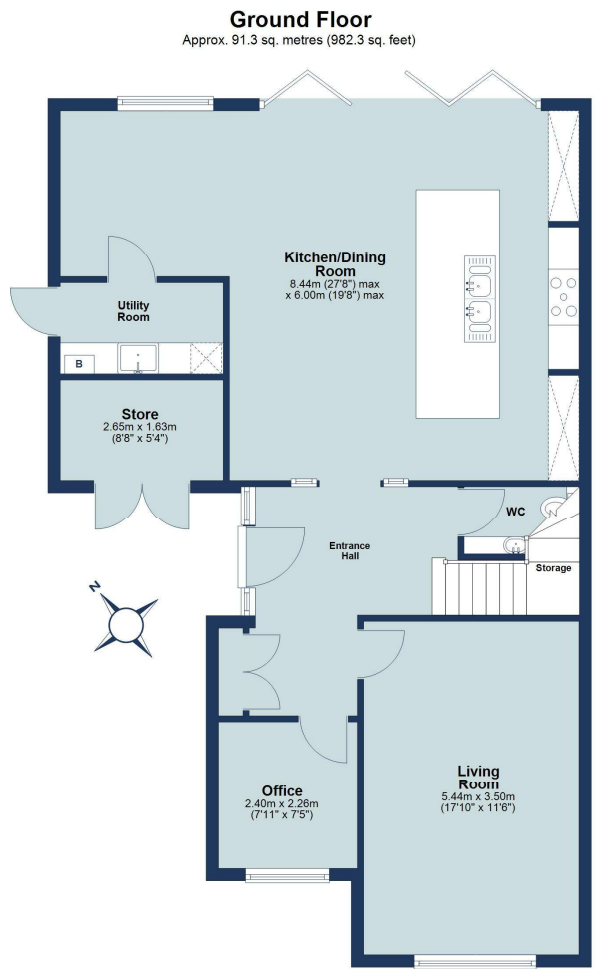 Ground Floor
Approx. 91.3 sq. metres (982.3 sq. feet)
Kitchen/Dining
Room
8.44m (27'8") max
x 6.00m (19'8") max
Utility
Room
B
Store
2.65m x 1.63m
(8'8" x 5'4")
WC
Entrance
Hall
Storage
N
Living
Room
5.44m x 3.50m
(17'10" x 11'6")
Office
2.40m x 2.26m
(7'11" x 7'5")